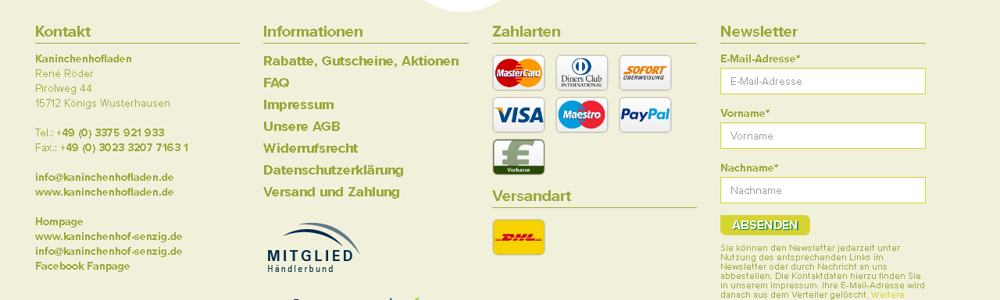 Kontakt
Kaninchenhofladen
René Röder
Pirolweg 44
15712 Königs Wusterhausen
Tel.: +49 (0) 3375 921 933
Fax.: +49 (0) 3023 3207 7163 1
info@kaninchenhofladen.de
www.kaninchenhofladen.de
Hompage
www.kaninchenhof-senzig.de
info@kaninchenhof-senzig.de
Facebook Fanpage
Informationen
Rabatte, Gutscheine, Aktionen
FAQ
Impressum
Unsere AGB
Widerrufsrecht
Datenschutzerklärung
Versand und Zahlung
MITGLIED
Händlerbund
Zahlarten
MasterCard
Diners Club
INTERNATIONAL
SOFORT
ÜBERWEISUNG
VISA
Maestro
PayPal
€
Vorkasse
Versandart
DHL
Newsletter
E-Mail-Adresse*
E-Mail-Adresse
Vorname*
Vorname
Nachname*
Nachname
ABSENDEN
Sie können den Newsletter jederzeit unter
Nutzung des entsprechenden Links im
Newsletter oder durch Nachricht an uns
abbestellen. Die Kontaktdaten hierzu finden Sie
in unserem Impressum. Ihre E-Mail-Adresse wird
danach aus dem Verteiler gelöscht. Weitere